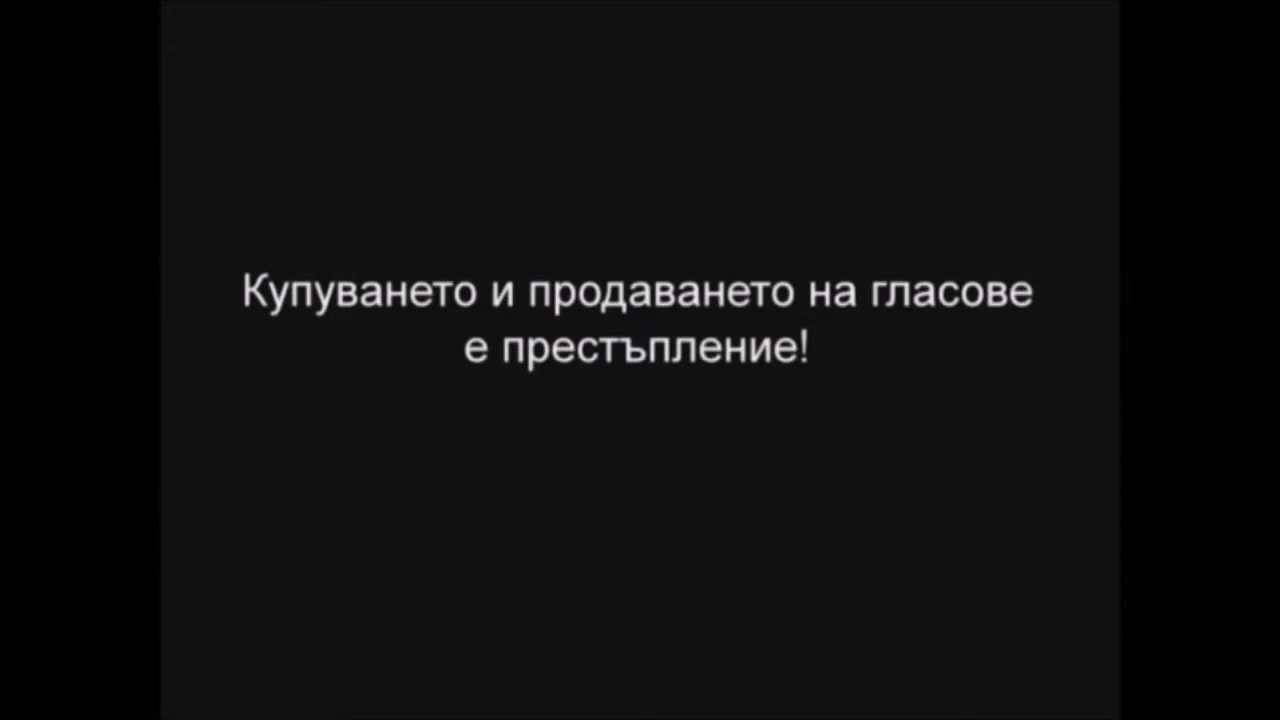 Купуването и продаването на гласове
е престъпление!